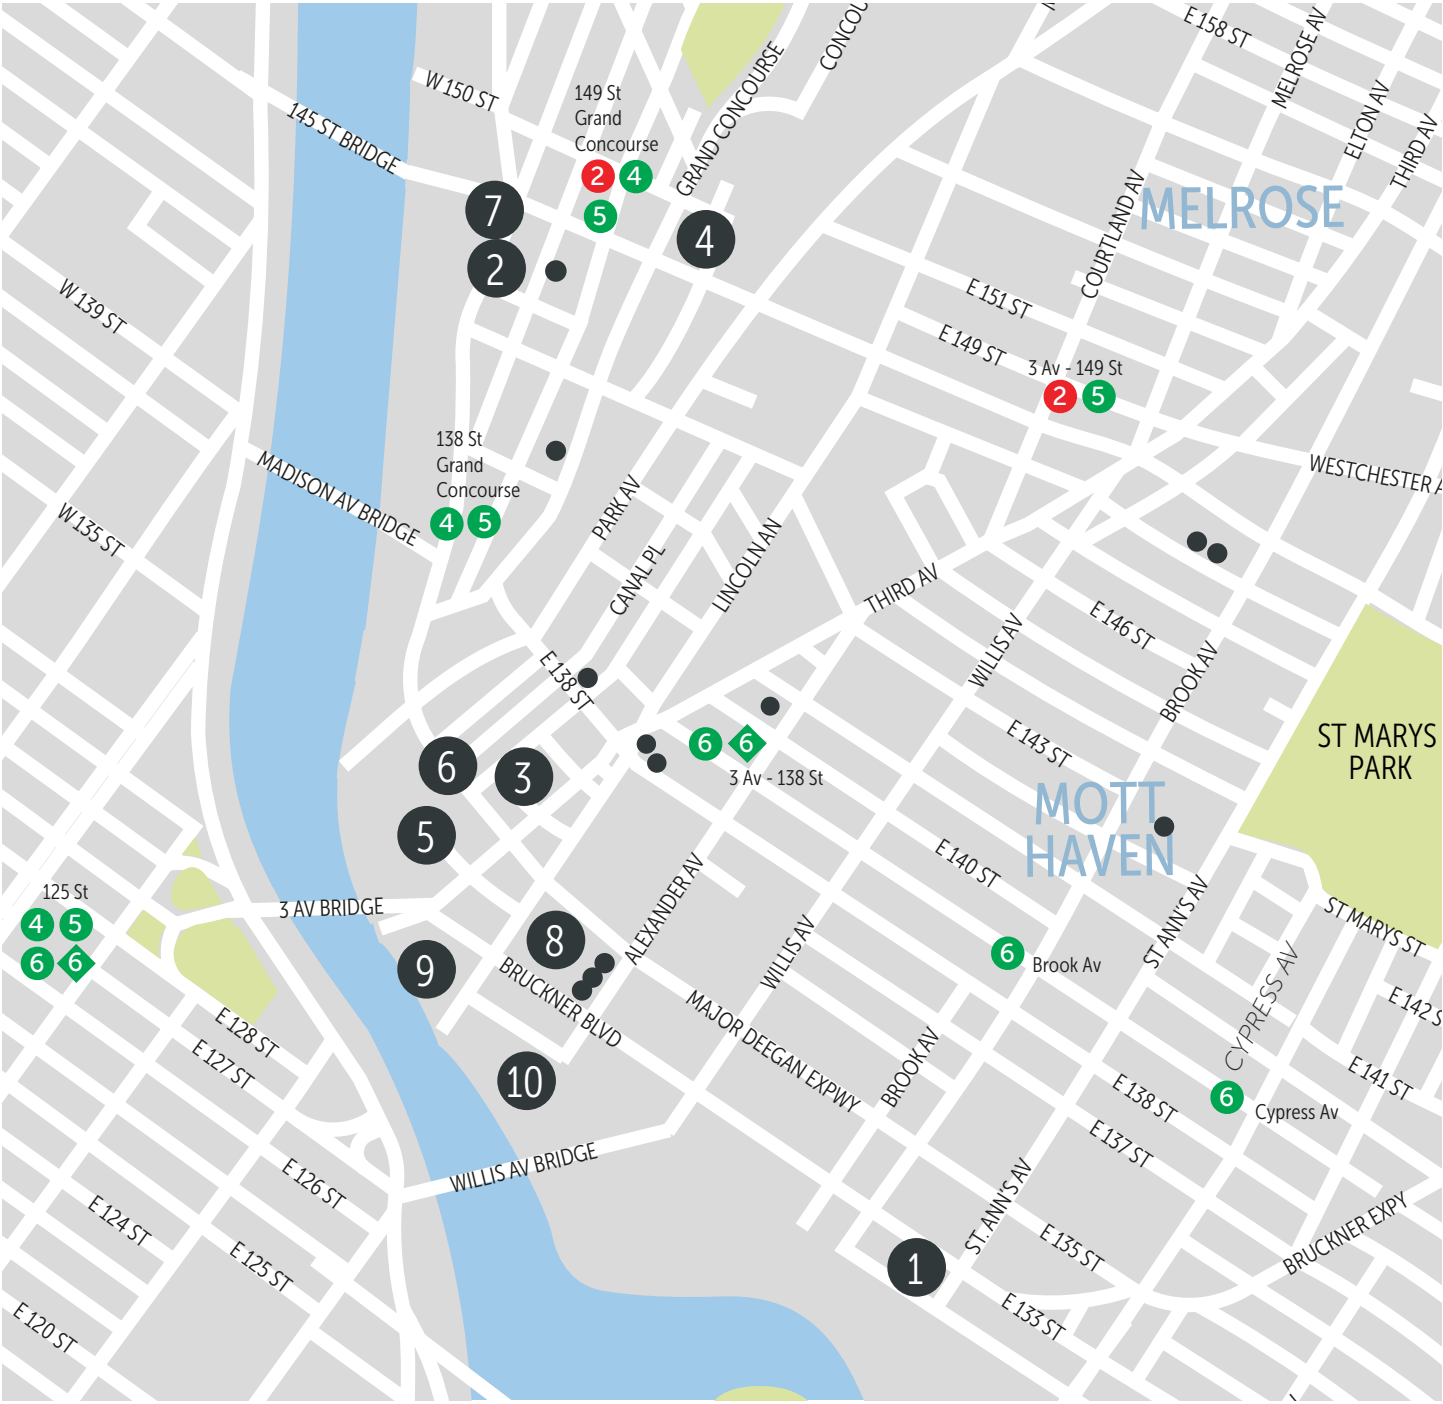 E 158 ST
MELROSE AV
W 150 ST
149 St
Grand
Concourse
2 4
5
GRAND CONCOURSE
CONCOU
ELTON AV
THIRD AV
145 ST BRIDGE
7
2
4
COURTLAND AV
MELROSE
W 139 ST
E 151 ST
E 149 ST
3 Av - 149 St
2 5
138 St
Grand
Concourse
4 5
MADISON AV BRIDGE
WESTCHESTER A
W 135 ST
PARK AV
CANAL PL
LINCOLN AN
THIRD AV
E 146 ST
WILLIS AV
BROOK AV
E 138 ST
ST MARYS
PARK
6 6
3 Av - 138 St
E 143 ST
6
3
5
MOTT
HAVEN
E 140 ST
125 St
4 5
6 6
3 AV BRIDGE
ALEXANDER AV
ST ANN'S AV
ST MARYS ST
8
9
BRUCKNER BLVD
WILLIS AV
6
Brook Av
CYPRESS AV
E 142 S
MAJOR DEEGAN EXPWY
E 128 ST
E 127 ST
10
BROOK AV
E 138 ST
E 141 ST
6
Cypress Av
E 137 ST
WILLIS AV BRIDGE
E 126 ST
E 124 ST
E 125 ST
ST. ANN'S AV
E 135 ST
BRUCKNER EXPY
1
E 133 ST
E 120 ST